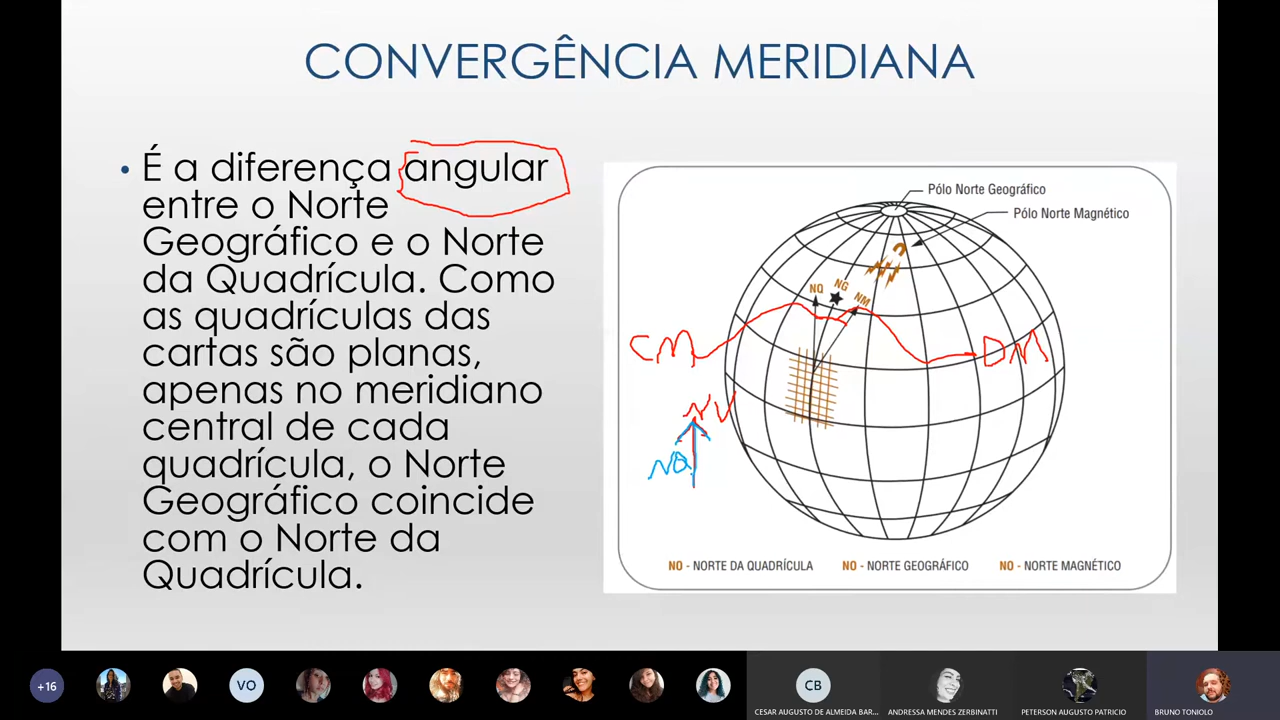 CONVERGÊNCIA MERIDIANA
• É a diferença angular
entre o Norte
Geográfico e o Norte
da Quadrícula. Como
as quadrículas das
cartas são planas,
apenas no meridiano
central de cada
quadrícula, o Norte
Geográfico coincide
com o Norte da
Quadrícula.
Pólo Norte Geográfico
Pólo Norte Magnético
NQ
NG
NM
CM
DM
NV
NQ
NO - NORTE DA QUADRÍCULA
NO - NORTE GEOGRÁFICO
NO - NORTE MAGNÉTICO
+16
VO
CB
CESAR AUGUSTO DE ALMEIDA BAR...
ANDRESSA MENDES ZERBINATTI
PETERSON AUGUSTO PATRICIO
BRUNO TONIOLO